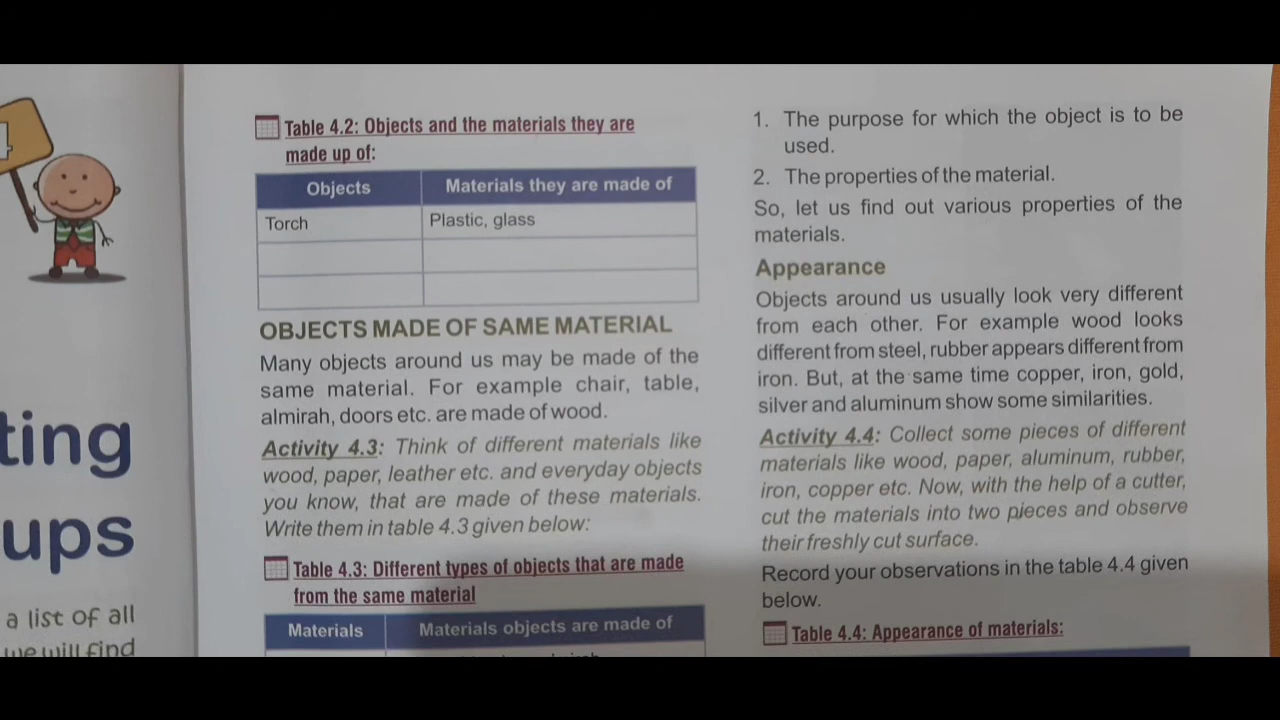 4
ting
ups
a list of all
we will find
Table 4.2: Objects and the materials they are
made up of:
Objects Materials they are made of
Torch Plastic, glass
OBJECTS MADE OF SAME MATERIAL
Many objects around us may be made of the
same material. For example chair, table,
almirah, doors etc. are made of wood.
Activity 4.3: Think of different materials like
wood, paper, leather etc. and everyday objects
you know, that are made of these materials.
Write them in table 4.3 given below:
Table 4.3: Different types of objects that are made
from the same material
Materials Materials objects are made of
1. The purpose for which the object is to be
used.
2. The properties of the material.
So, let us find out various properties of the
materials.
Appearance
Objects around us usually look very different
from each other. For example wood looks
different from steel, rubber appears different from
iron. But, at the same time copper, iron, gold,
silver and aluminum show some similarities.
Activity 4.4: Collect some pieces of different
materials like wood, paper, aluminum, rubber,
iron, copper etc. Now, with the help of a cutter,
cut the materials into two pieces and observe
their freshly cut surface.
Record your observations in the table 4.4 given
below.
Table 4.4: Appearance of materials: